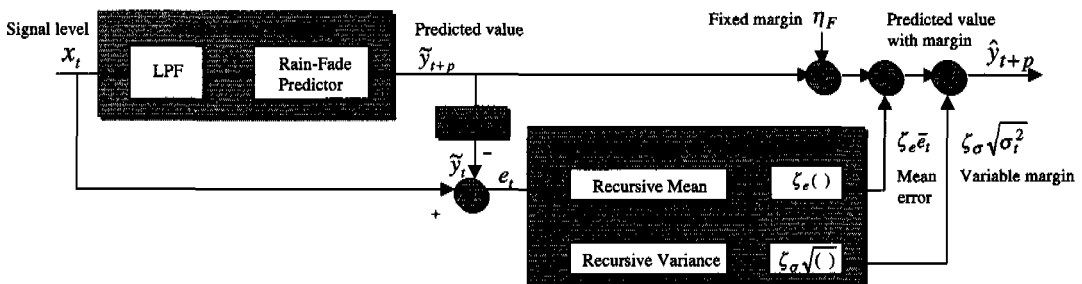 Signal level
x_t
LPF
Rain-Fade
Predictor
Predicted value
ỹ_{t+p}
Fixed margin η_F
Predicted value
with margin
ŷ_{t+p}
ỹ_t
−
+
e_t
Recursive Mean
ζ_e( )
Recursive Variance
ζ_σ√( )
ζ_e ē_t
Mean
error
ζ_σ√σ_t^2
Variable margin